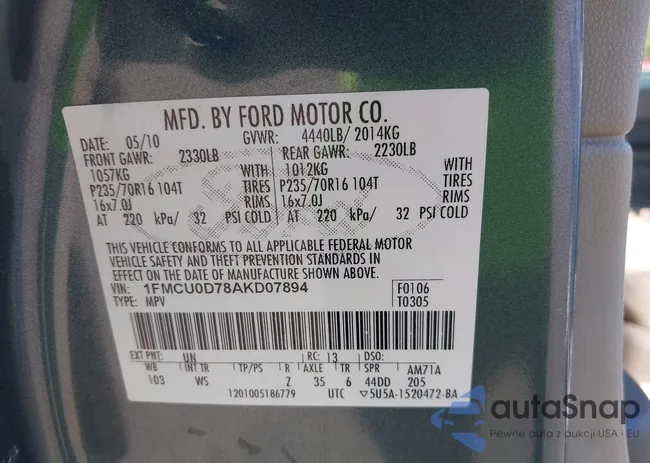 MFD. BY FORD MOTOR CO.
DATE: 05/10 GVWR: 4440LB/ 2014KG
FRONT GAWR: 2330LB REAR GAWR: 2230LB
1057KG WITH 1012KG WITH
P235/70R16 104T TIRES P235/70R16 104T TIRES
16x7.0J RIMS 16x7.0J RIMS
AT 220 kPa/ 32 PSI COLD AT 220 kPa/ 32 PSI COLD
THIS VEHICLE CONFORMS TO ALL APPLICABLE FEDERAL MOTOR
VEHICLE SAFETY AND THEFT PREVENTION STANDARDS IN
EFFECT ON THE DATE OF MANUFACTURE SHOWN ABOVE.
VIN: 1FMCU0D78AKD07894 F0106
TYPE: MPV T0305
EXT PNT: UN RC: 13 DSO:
WB INT TR TP/PS R AXLE TR SPR AM71A
103 WS Z 35 6 44DD 205
1201005186779 UTC ▽5U5A-1520472-BA
autoSnap
Pewne auta z aukcji USA i EU